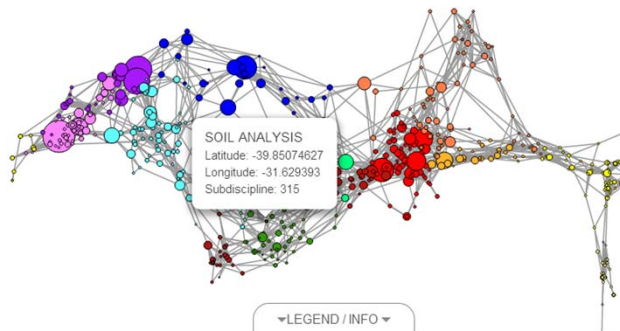 SOIL ANALYSIS
Latitude: -39.85074627
Longitude: -31.629393
Subdiscipline: 315
▾LEGEND / INFO ▾